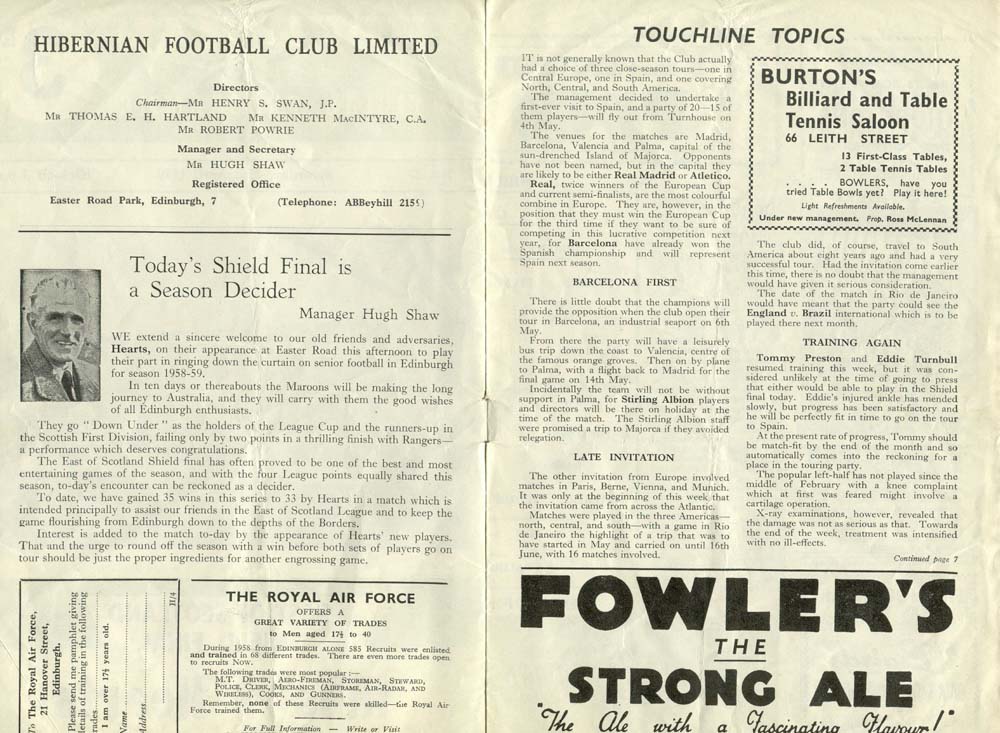 HIBERNIAN FOOTBALL CLUB LIMITED
Directors
Chairman—MR HENRY S. SWAN, J.P.
MR THOMAS E. H. HARTLAND MR KENNETH MACINTYRE, C.A.
MR ROBERT POWRIE
Manager and Secretary
MR HUGH SHAW
Registered Office
Easter Road Park, Edinburgh, 7 (Telephone: ABBeyhill 2159)
Today's Shield Final is
a Season Decider
Manager Hugh Shaw
WE extend a sincere welcome to our old friends and adversaries,
Hearts, on their appearance at Easter Road this afternoon to play
their part in ringing down the curtain on senior football in Edinburgh
for season 1958-59.
In ten days or thereabouts the Maroons will be making the long
journey to Australia, and they will carry with them the good wishes
of all Edinburgh enthusiasts.
They go " Down Under " as the holders of the League Cup and the runners-up in
the Scottish First Division, failing only by two points in a thrilling finish with Rangers—
a performance which deserves congratulations.
The East of Scotland Shield final has often proved to be one of the best and most
entertaining games of the season, and with the four League points equally shared this
season, to-day's encounter can be reckoned as a decider.
To date, we have gained 35 wins in this series to 33 by Hearts in a match which is
intended principally to assist our friends in the East of Scotland League and to keep the
game flourishing from Edinburgh down to the depths of the Borders.
Interest is added to the match to-day by the appearance of Hearts' new players.
That and the urge to round off the season with a win before both sets of players go on
tour should be just the proper ingredients for another engrossing game.
To The Royal Air Force,
21 Hanover Street,
Edinburgh.
Please send me pamphlet giving
details of training in the following
trades
I am over 17½ years old.
Name
Address
H/4
THE ROYAL AIR FORCE
OFFERS A
GREAT VARIETY OF TRADES
to Men aged 17½ to 40
During 1958 from EDINBURGH ALONE 585 Recruits were enlisted
and trained in 68 different trades. There are even more trades open
to recruits Now.
The following trades were most popular :—
M.T. DRIVER, AERO-FIREMAN, STOREMAN, STEWARD,
POLICE, CLERK, MECHANICS (AIRFRAME, AIR-RADAR, AND
WIRELESS), COOKS, AND GUNNERS.
Remember, none of these Recruits were skilled—the Royal Air
Force trained them.
For Full Information — Write or Visit
TOUCHLINE TOPICS
IT is not generally known that the Club actually
had a choice of three close-season tours—one in
Central Europe, one in Spain, and one covering
North, Central, and South America.
The management decided to undertake a
first-ever visit to Spain, and a party of 20—15 of
them players—will fly out from Turnhouse on
4th May.
The venues for the matches are Madrid,
Barcelona, Valencia and Palma, capital of the
sun-drenched Island of Majorca. Opponents
have not been named, but in the capital they
are likely to be either Real Madrid or Atletico.
Real, twice winners of the European Cup
and current semi-finalists, are the most colourful
combine in Europe. They are, however, in the
position that they must win the European Cup
for the third time if they want to be sure of
competing in this lucrative competition next
year, for Barcelona have already won the
Spanish championship and will represent
Spain next season.
BARCELONA FIRST
There is little doubt that the champions will
provide the opposition when the club open their
tour in Barcelona, an industrial seaport on 6th
May.
From there the party will have a leisurely
bus trip down the coast to Valencia, centre of
the famous orange groves. Then on by plane
to Palma, with a flight back to Madrid for the
final game on 14th May.
Incidentally the team will not be without
support in Palma, for Stirling Albion players
and directors will be there on holiday at the
time of the match. The Stirling Albion staff
were promised a trip to Majorca if they avoided
relegation.
LATE INVITATION
The other invitation from Europe involved
matches in Paris, Berne, Vienna, and Munich.
It was only at the beginning of this week that
the invitation came from across the Atlantic.
Matches were played in the three Americas—
north, central, and south—with a game in Rio
de Janeiro the highlight of a trip that was to
have started in May and carried on until 16th
June, with 16 matches involved.
BURTON'S
Billiard and Table
Tennis Saloon
66 LEITH STREET
13 First-Class Tables,
2 Table Tennis Tables
. . . . BOWLERS, have you
tried Table Bowls yet? Play it here!
Light Refreshments Available.
Under new management. Prop. Ross McLennan
The club did, of course, travel to South
America about eight years ago and had a very
successful tour. Had the invitation come earlier
this time, there is no doubt that the management
would have given it serious consideration.
The date of the match in Rio de Janeiro
would have meant that the party could see the
England v. Brazil international which is to be
played there next month.
TRAINING AGAIN
Tommy Preston and Eddie Turnbull
resumed training this week, but it was con-
sidered unlikely at the time of going to press
that either would be able to play in the Shield
final today. Eddie's injured ankle has mended
slowly, but progress has been satisfactory and
he will be perfectly fit in time to go on the tour
to Spain.
At the present rate of progress, Tommy should
be match-fit by the end of the month and so
automatically comes into the reckoning for a
place in the touring party.
The popular left-half has not played since the
middle of February with a knee complaint
which at first was feared might involve a
cartilage operation.
X-ray examinations, however, revealed that
the damage was not as serious as that. Towards
the end of the week, treatment was intensified
with no ill-effects.
Continued page 7
FOWLER'S
THE
STRONG ALE
"The Ale with a Fascinating Flavour!"